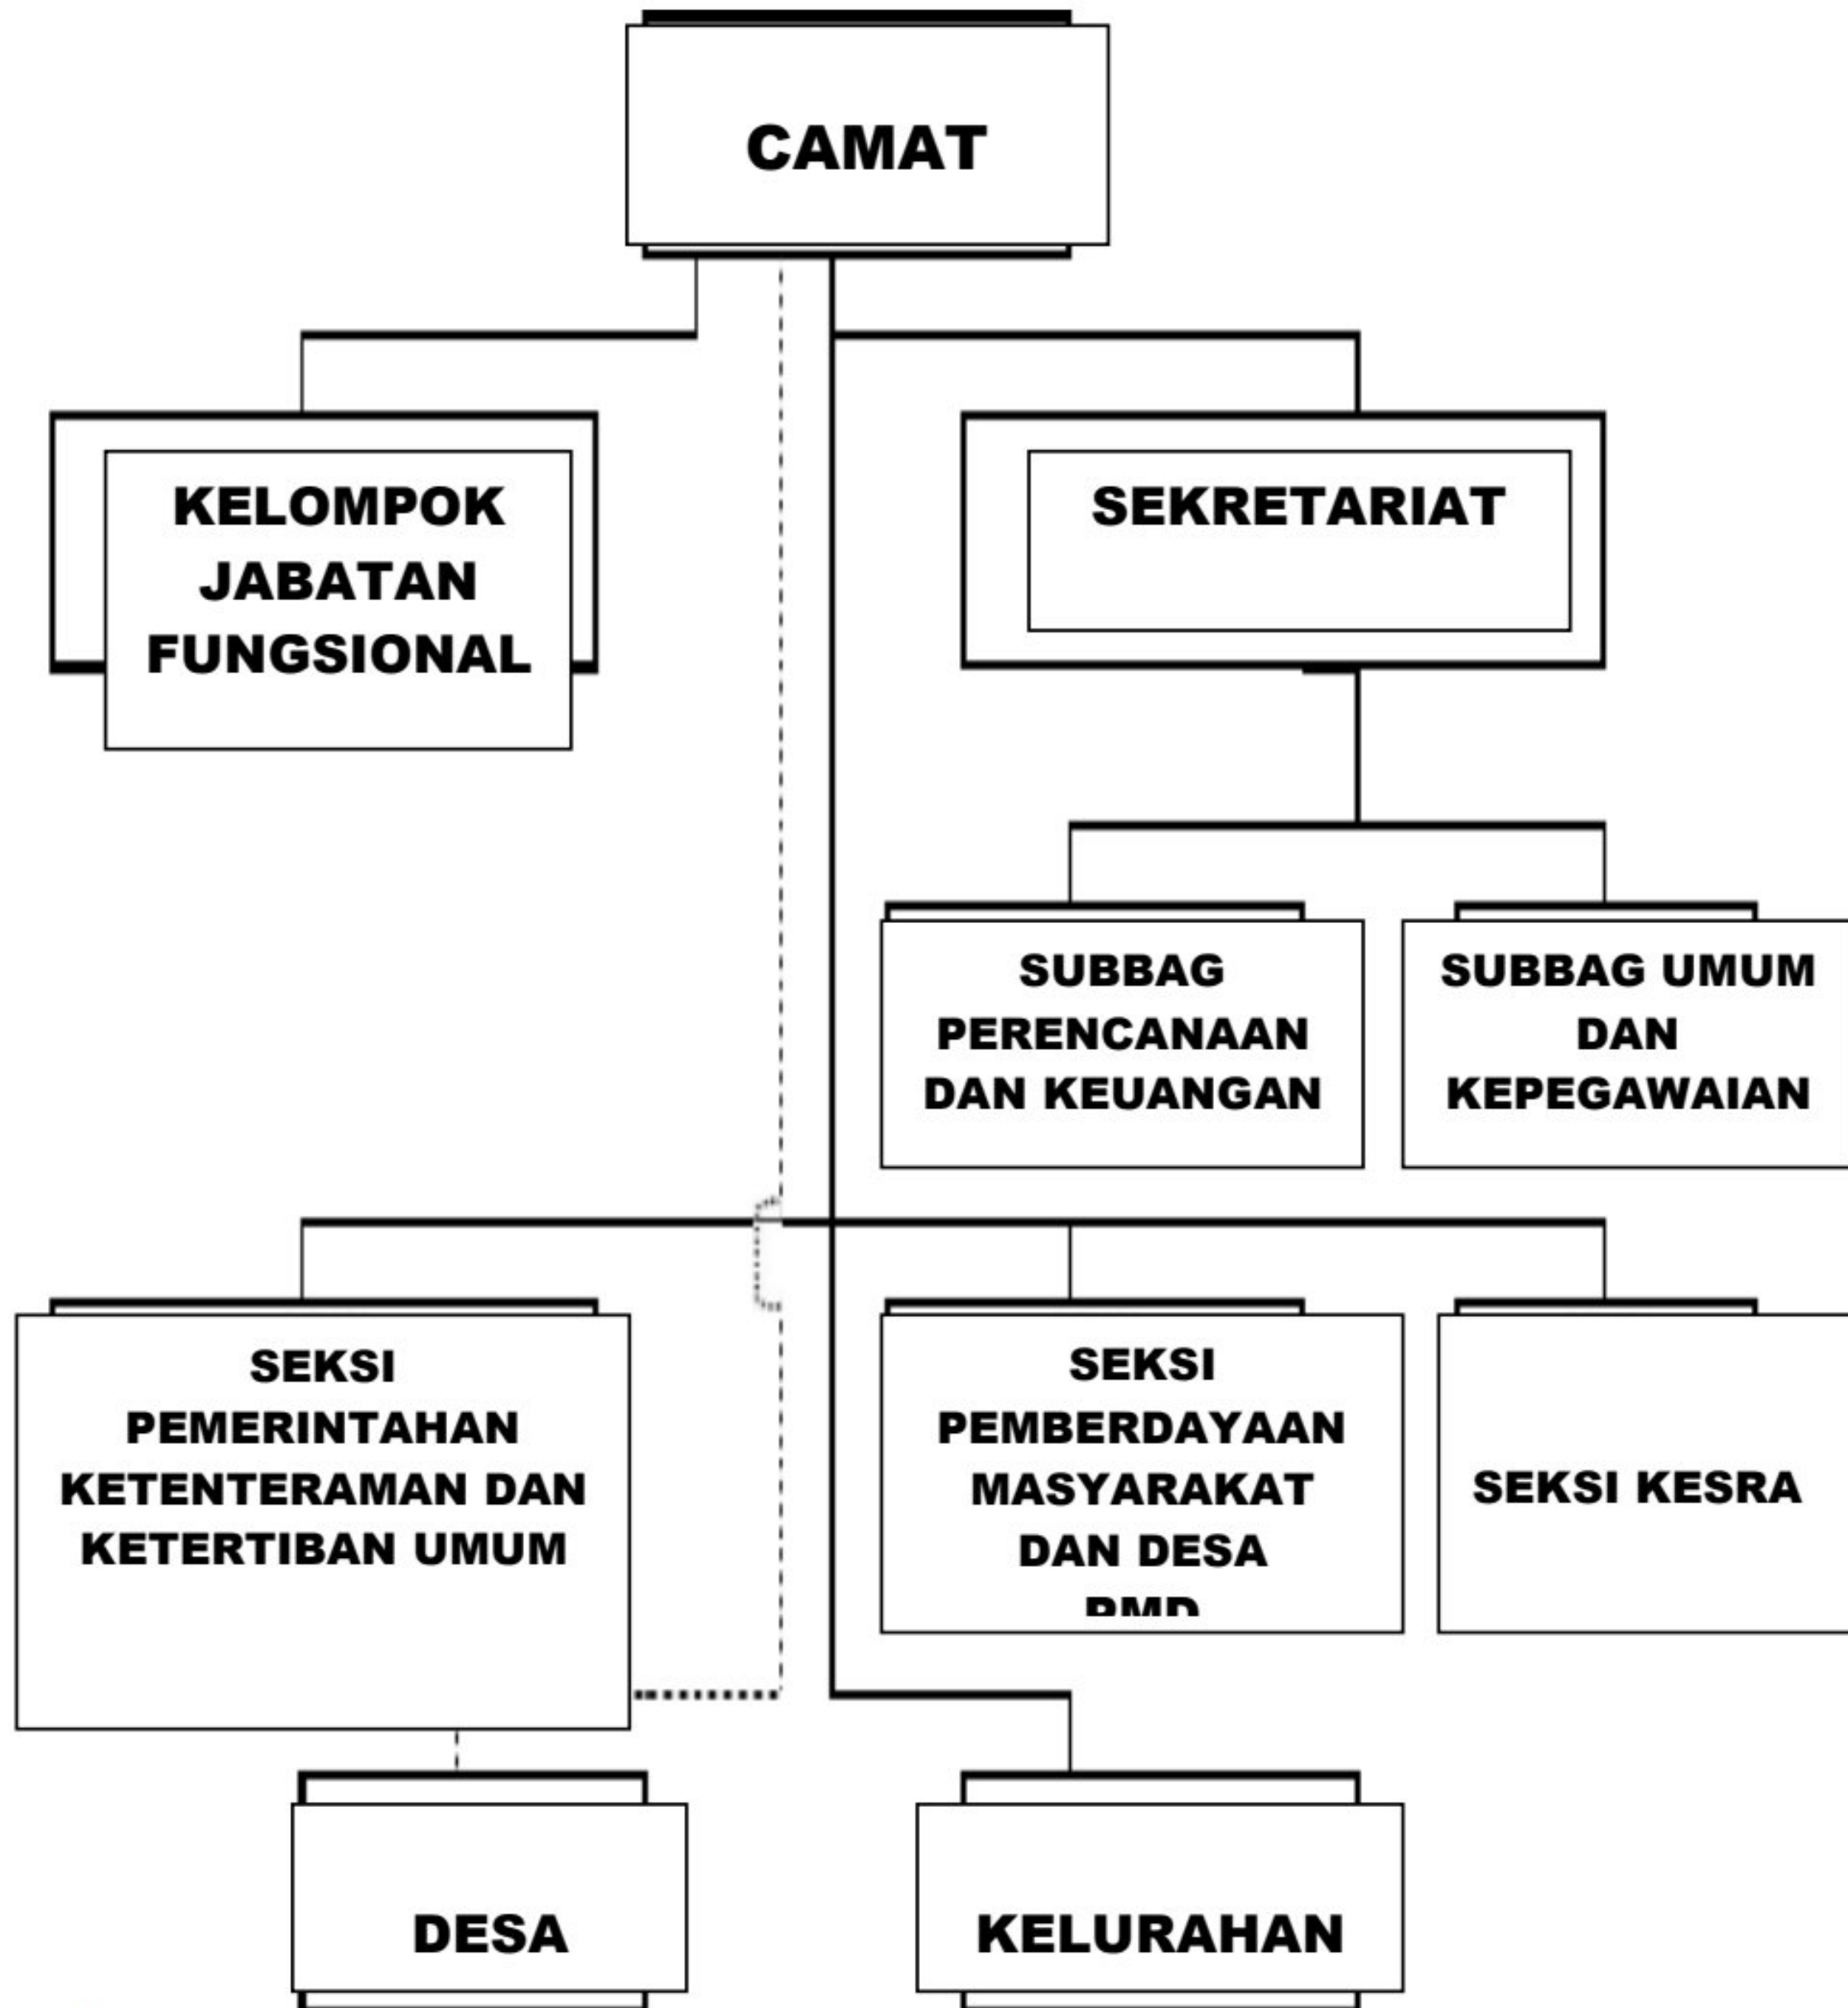 CAMAT
KELOMPOK
JABATAN
FUNGSIONAL
SEKRETARIAT
SUBBAG
PERENCANAAN
DAN KEUANGAN
SUBBAG UMUM
DAN
KEPEGAWAIAN
SEKSI
PEMERINTAHAN
KETENTERAMAN DAN
KETERTIBAN UMUM
SEKSI
PEMBERDAYAAN
MASYARAKAT
DAN DESA
SEKSI KESRA
DESA
KELURAHAN